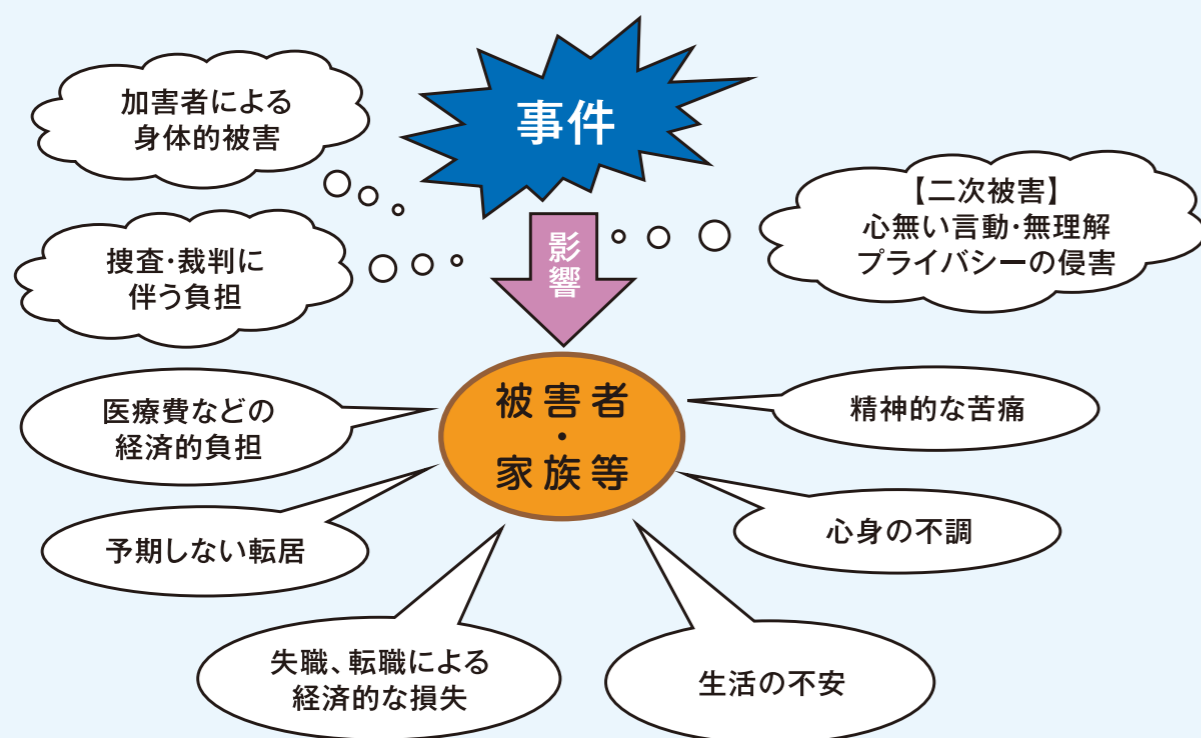 事件
加害者による
身体的被害
【二次被害】
心無い言動・無理解
プライバシーの侵害
捜査・裁判に
伴う負担
影響
被害者
・
家族等
医療費などの
経済的負担
精神的な苦痛
予期しない転居
心身の不調
失職、転職による
経済的な損失
生活の不安